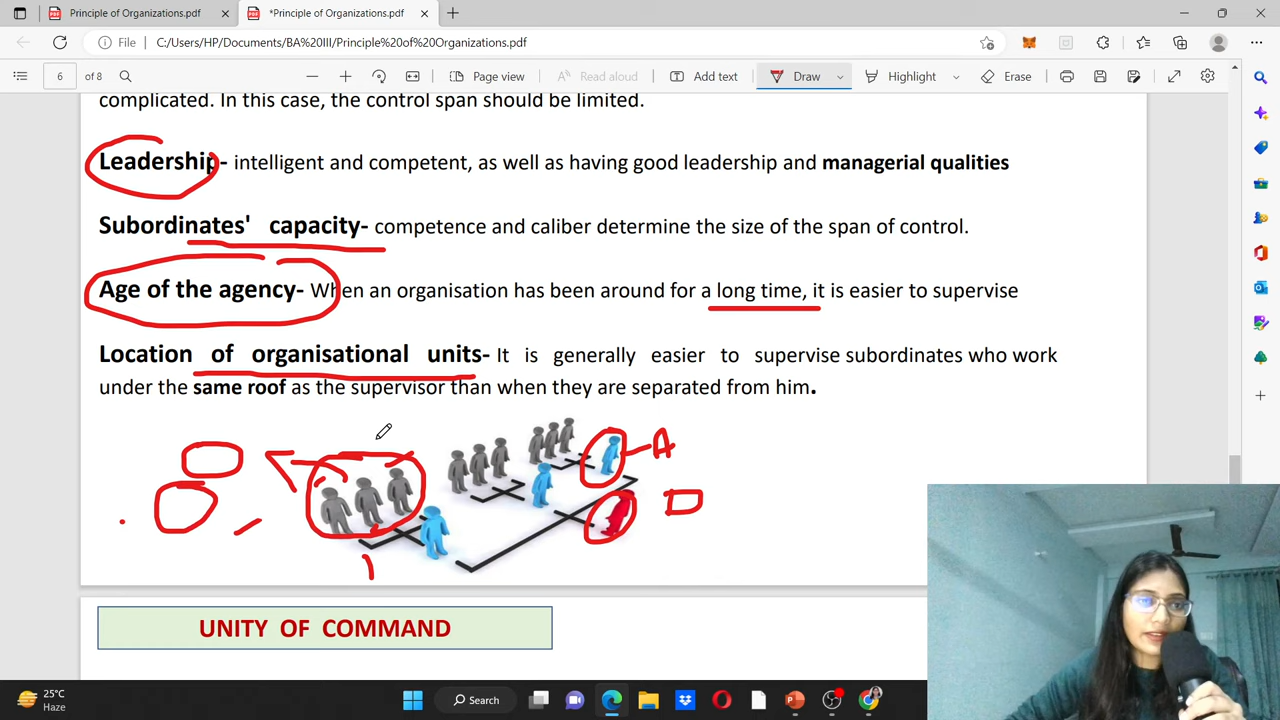 Principle of Organizations.pdf
*Principle of Organizations.pdf
File C:/Users/HP/Documents/BA%20III/Principle%20of%20Organizations.pdf
6 of 8 Page view Read aloud Add text Draw Highlight Erase
complicated. In this case, the control span should be limited.
Leadership- intelligent and competent, as well as having good leadership and managerial qualities
Subordinates' capacity- competence and caliber determine the size of the span of control.
Age of the agency- When an organisation has been around for a long time, it is easier to supervise
Location of organisational units- It is generally easier to supervise subordinates who work
under the same roof as the supervisor than when they are separated from him.
A
D
UNITY OF COMMAND
25°C
Haze
Search